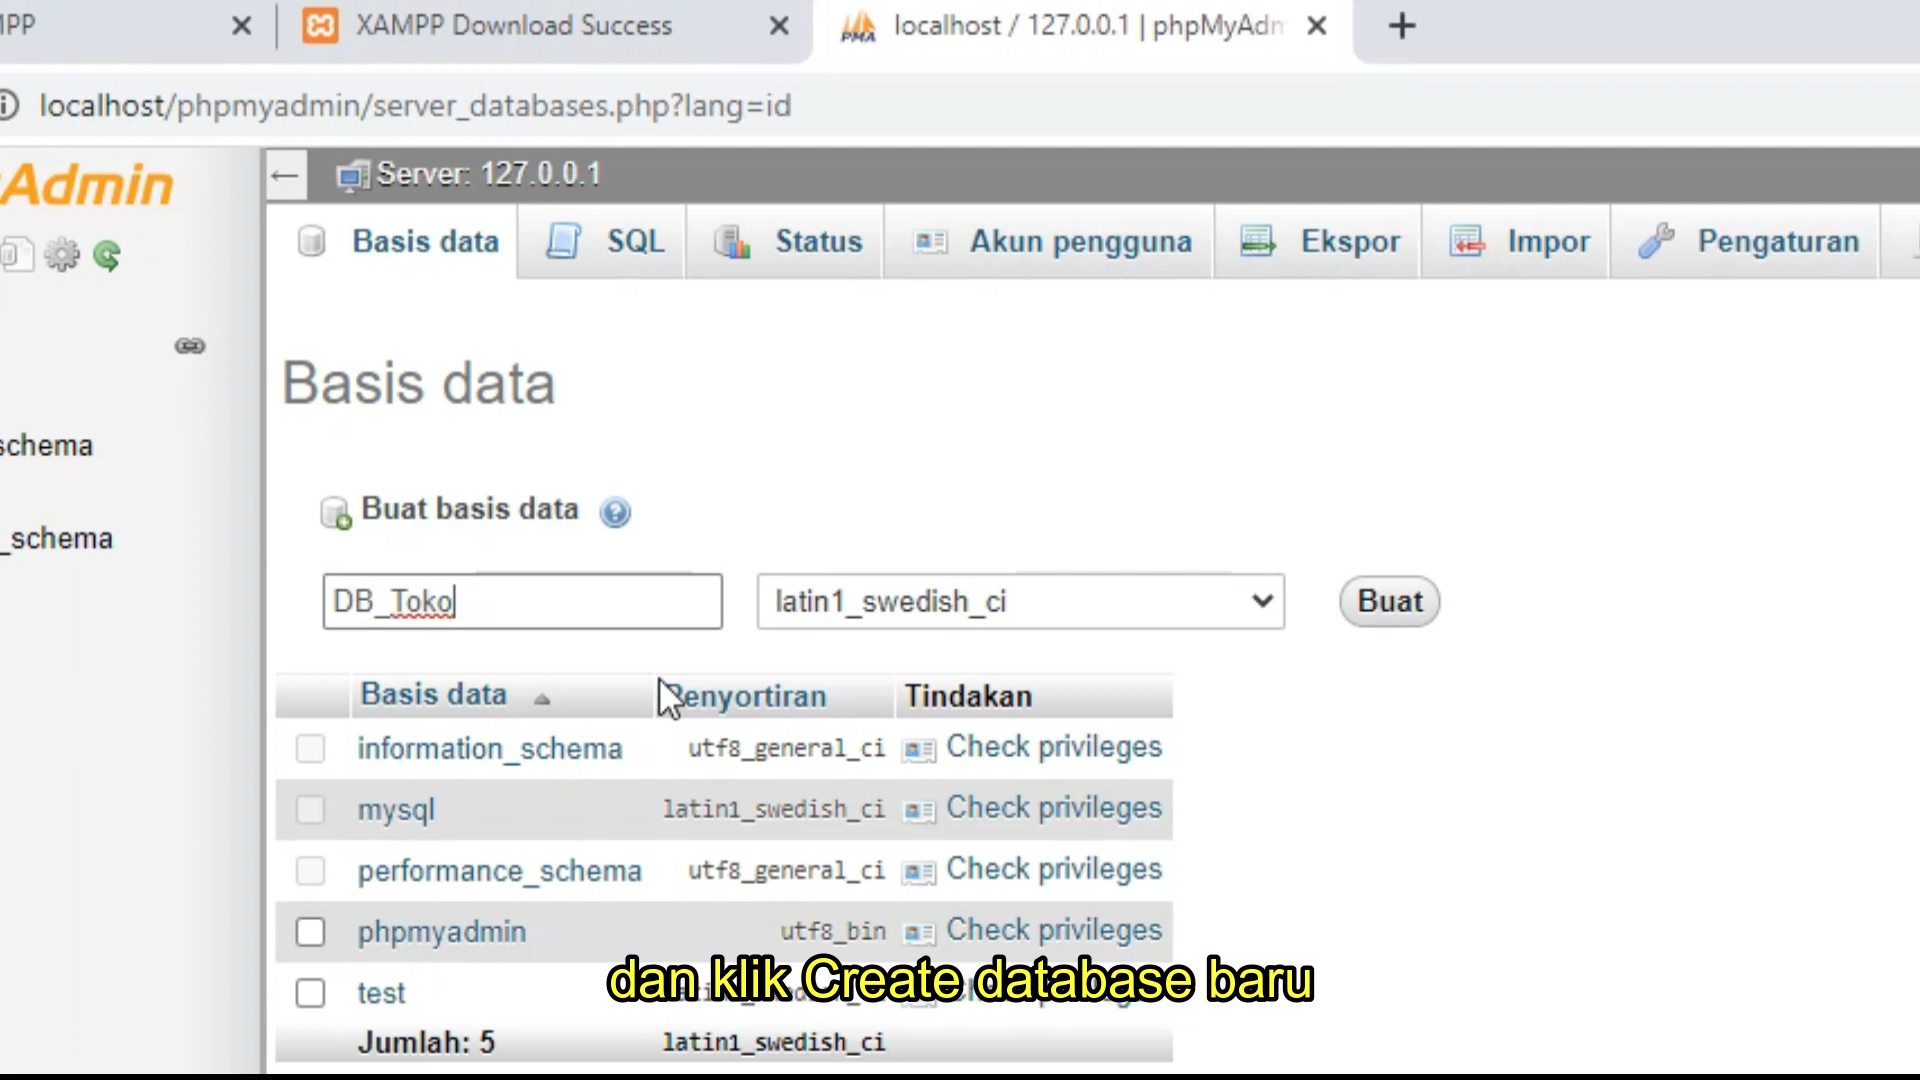 MPP
XAMPP Download Success
localhost / 127.0.0.1 | phpMyAdm
localhost/phpmyadmin/server_databases.php?lang=id
Admin
Server: 127.0.0.1
Basis data SQL Status Akun pengguna Ekspor Impor Pengaturan
Basis data
schema
_schema
Buat basis data
DB_Toko latin1_swedish_ci Buat
Basis data Penyortiran Tindakan
information_schema utf8_general_ci Check privileges
mysql latin1_swedish_ci Check privileges
performance_schema utf8_general_ci Check privileges
phpmyadmin utf8_bin Check privileges
test
dan klik Create database baru
Jumlah: 5 latin1_swedish_ci